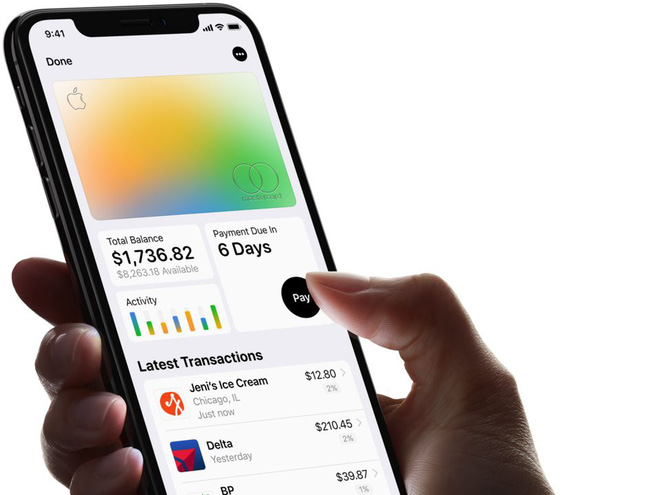 9:41
Done
mastercard
Total Balance
$1,736.82
$8,263.18 Available
Payment Due In
6 Days
Pay
Activity
Latest Transactions
Jeni's Ice Cream
Chicago, IL
Just now
$12.80
2%
Delta
Yesterday
$210.45
2%
BP
$39.87
1%